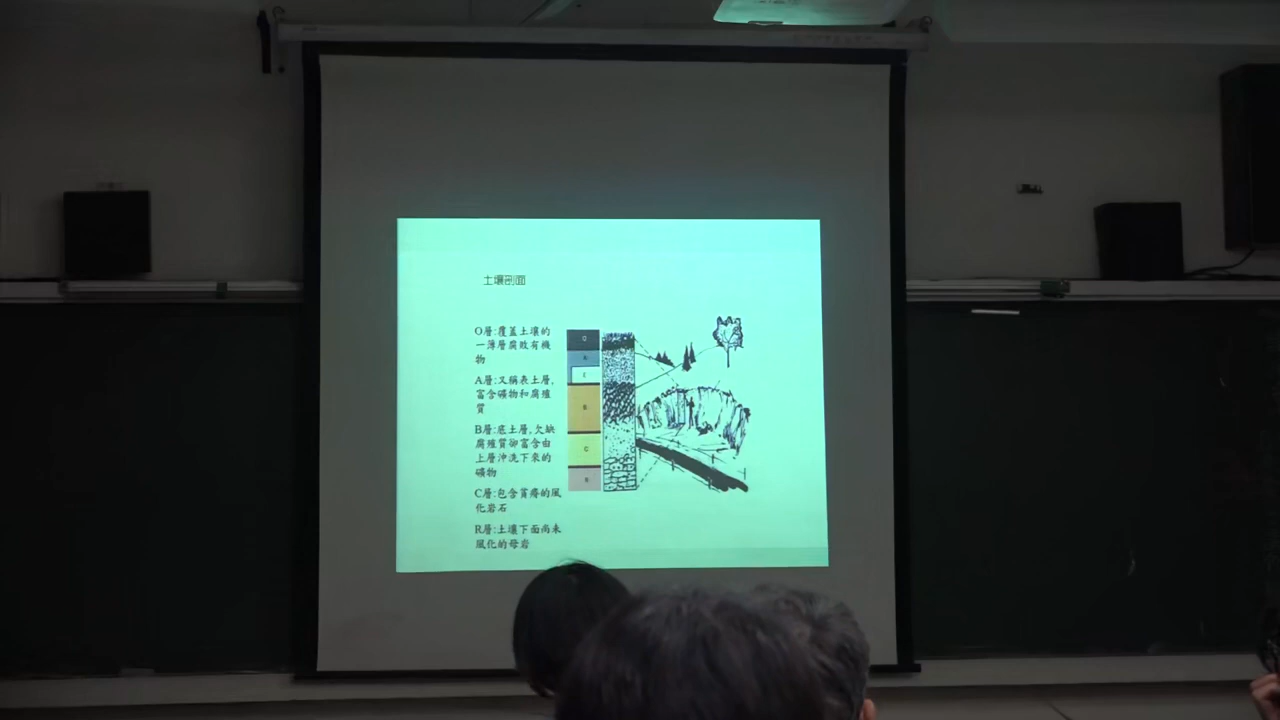 土壤剖面
O層:覆蓋土壤的
一薄層腐敗有機
物
A層:又稱表土層,
富含礦物和腐殖
質
B層:底土層,欠缺
腐殖質卻富含由
上層沖洗下來的
礦物
C層:包含貧瘠的風
化岩石
R層:土壤下面尚未
風化的母岩
O
A
E
B
C
R